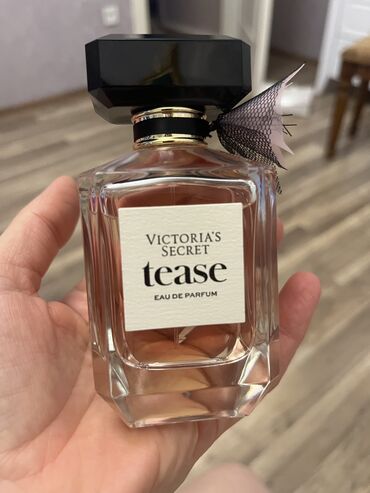 VICTORIA'S
SECRET
tease
EAU DE PARFUM